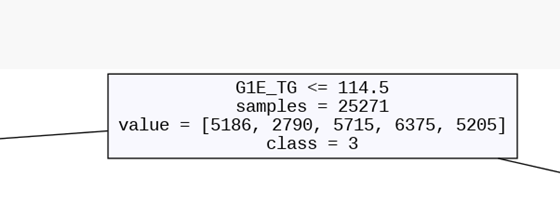 G1E_TG <= 114.5
samples = 25271
value = [5186, 2790, 5715, 6375, 5205]
class = 3